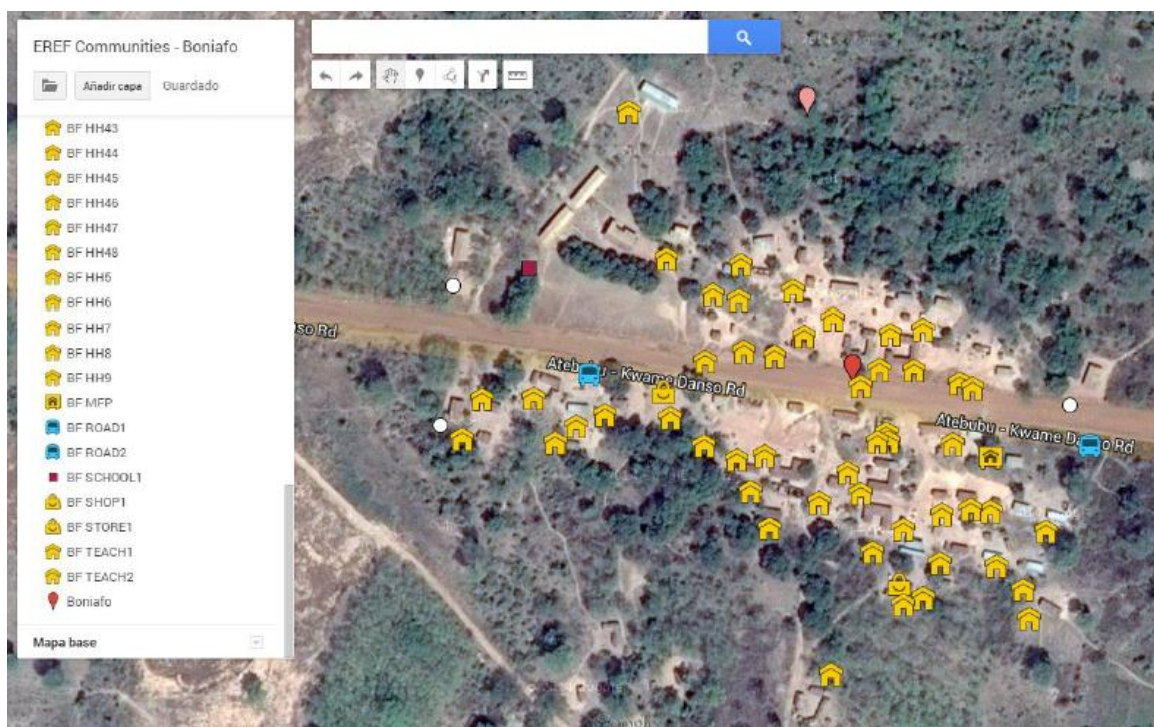 EREF Communities - Boniafo
Añadir capa
Guardado
BF HH43
BF HH44
BF HH45
BF HH46
BF HH47
BF HH48
BF HH5
BF HH6
BF HH7
BF HH8
BF HH9
BF MFP
BF ROAD1
BF ROAD2
BF SCHOOL1
BF SHOP1
BF STORE1
BF TEACH1
BF TEACH2
Boniafo
Mapa base
so Rd
Atebubu - Kwame Danso Rd
Atebubu - Kwame Danso Rd